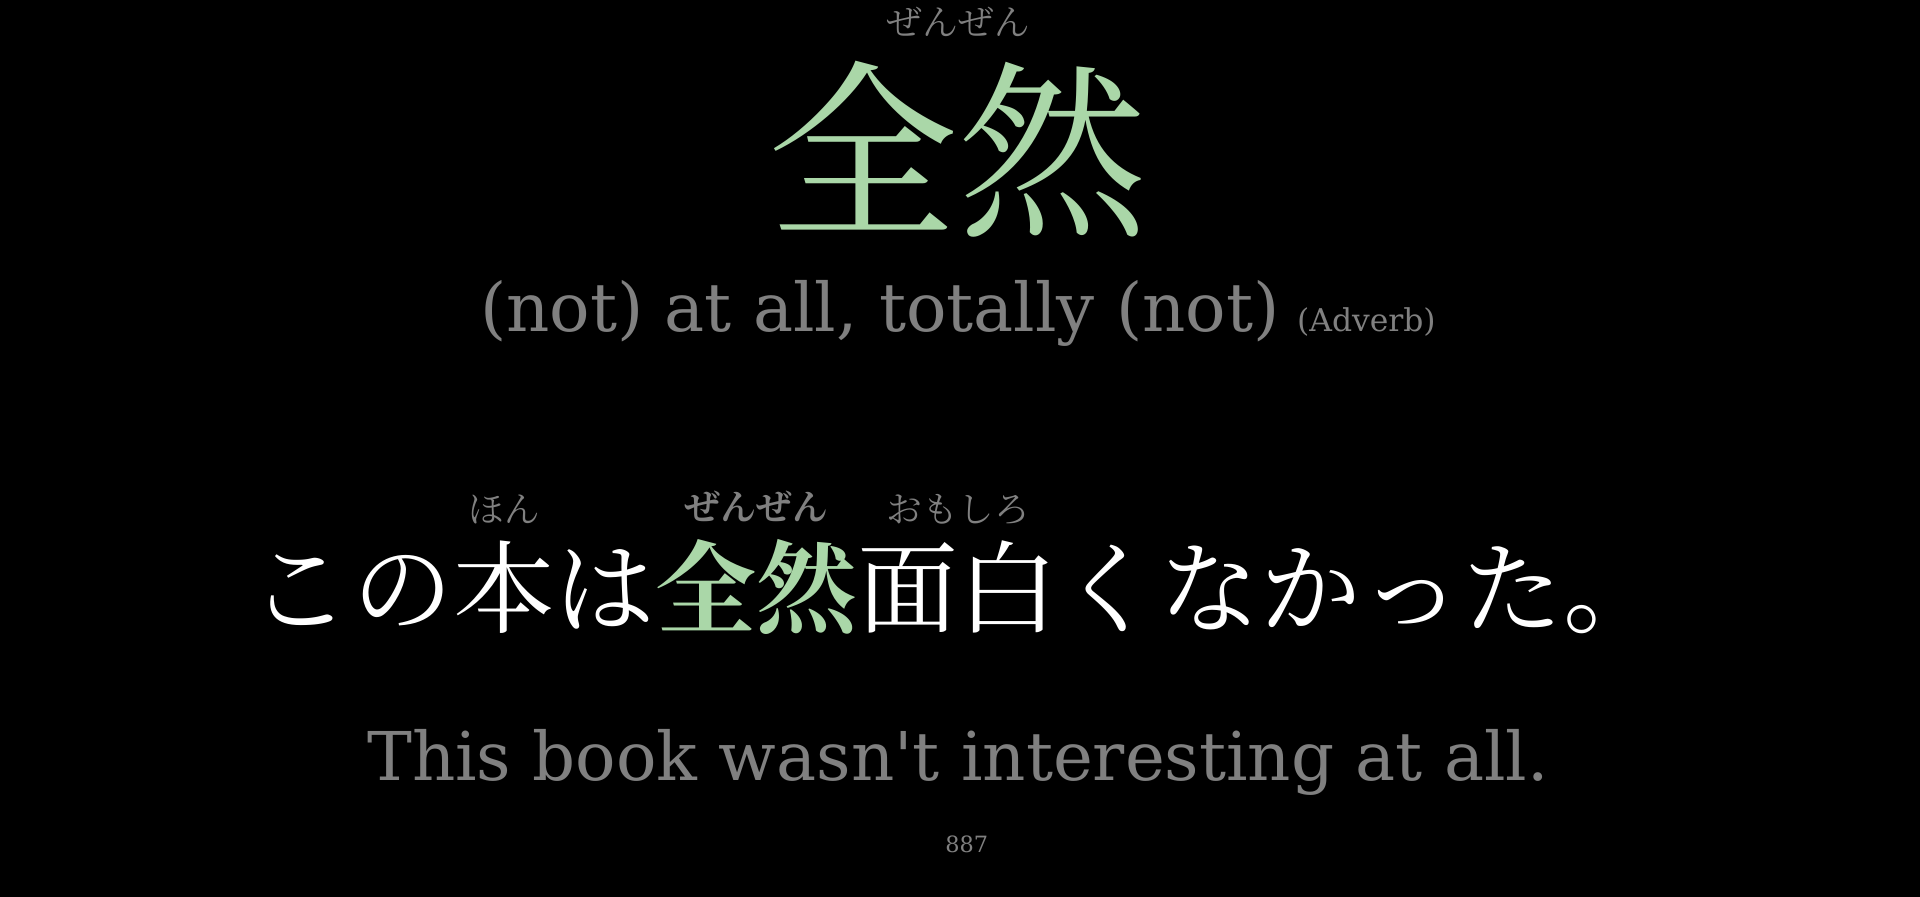 ぜんぜん
全然
(not) at all, totally (not) (Adverb)
ほん ぜんぜん おもしろ
この本は全然面白くなかった。
This book wasn't interesting at all.
887